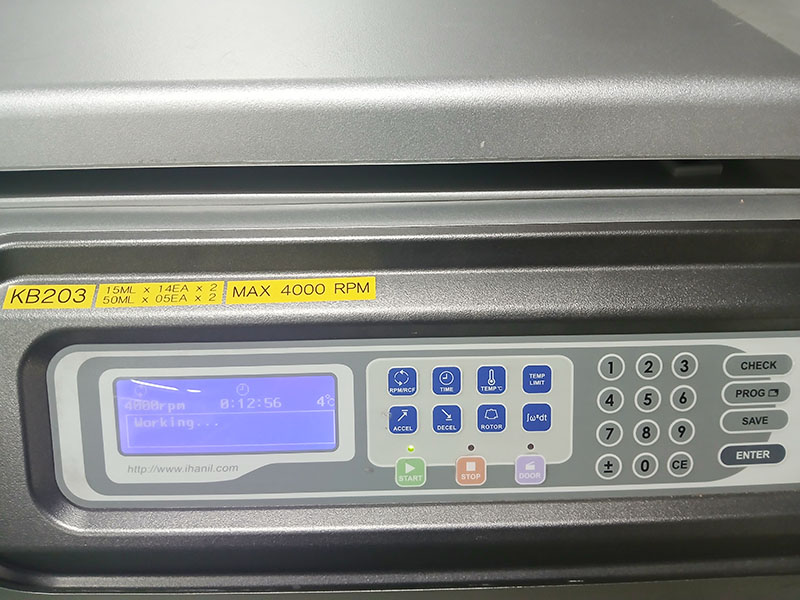 KB203
15ML x 14EA x 2
50ML x 05EA x 2
MAX 4000 RPM
4000rpm 0:12:56 4℃
Working...
http://www.ihanil.com
RPM/RCF TIME TEMP℃ TEMP LIMIT
ACCEL DECEL ROTOR ∫ω²dt
START STOP DOOR
1 2 3
4 5 6
7 8 9
± 0 CE
CHECK
PROG
SAVE
ENTER